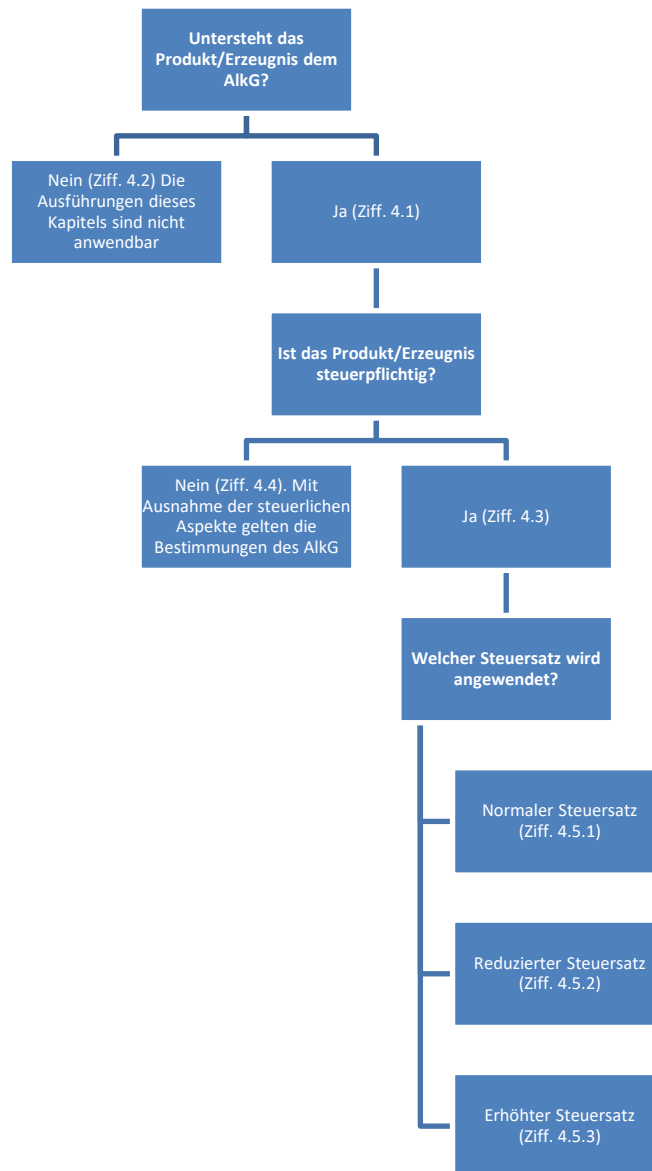 Untersteht das
Produkt/Erzeugnis dem
AlkG?
Nein (Ziff. 4.2) Die
Ausführungen dieses
Kapitels sind nicht
anwendbar
Ja (Ziff. 4.1)
Ist das Produkt/Erzeugnis
steuerpflichtig?
Nein (Ziff. 4.4). Mit
Ausnahme der steuerlichen
Aspekte gelten die
Bestimmungen des AlkG
Ja (Ziff. 4.3)
Welcher Steuersatz wird
angewendet?
Normaler Steuersatz
(Ziff. 4.5.1)
Reduzierter Steuersatz
(Ziff. 4.5.2)
Erhöhter Steuersatz
(Ziff. 4.5.3)